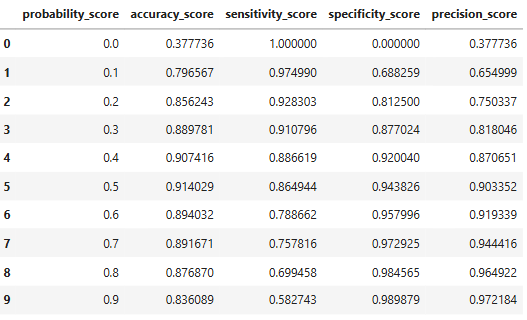 probability_score accuracy_score sensitivity_score specificity_score precision_score
0 0.0 0.377736 1.000000 0.000000 0.377736
1 0.1 0.796567 0.974990 0.688259 0.654999
2 0.2 0.856243 0.928303 0.812500 0.750337
3 0.3 0.889781 0.910796 0.877024 0.818046
4 0.4 0.907416 0.886619 0.920040 0.870651
5 0.5 0.914029 0.864944 0.943826 0.903352
6 0.6 0.894032 0.788662 0.957996 0.919339
7 0.7 0.891671 0.757816 0.972925 0.944416
8 0.8 0.876870 0.699458 0.984565 0.964922
9 0.9 0.836089 0.582743 0.989879 0.972184